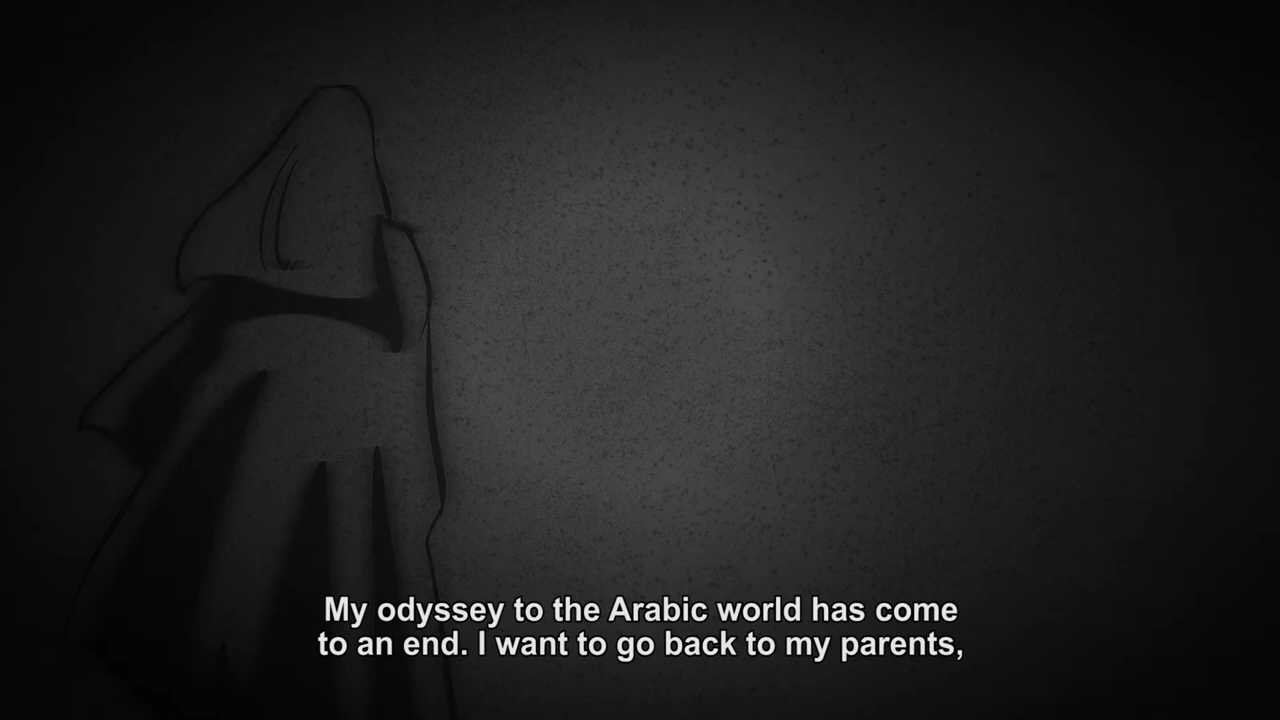 My odyssey to the Arabic world has come
to an end. I want to go back to my parents,